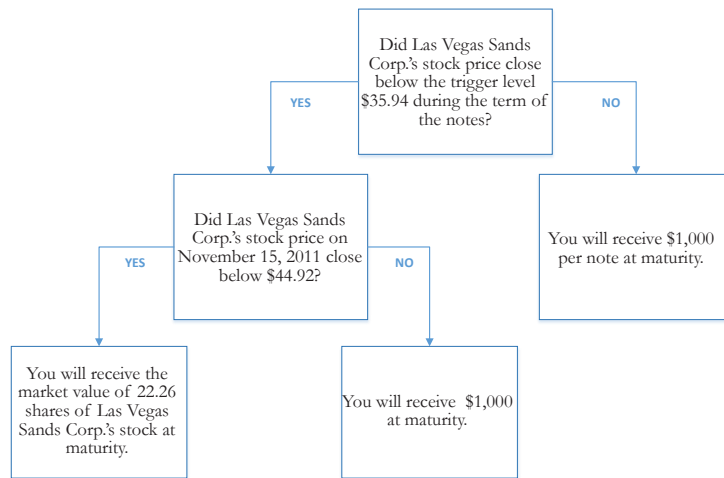 Did Las Vegas Sands
Corp.'s stock price close
below the trigger level
$35.94 during the term of
the notes?
YES
NO
Did Las Vegas Sands
Corp.'s stock price on
November 15, 2011 close
below $44.92?
You will receive $1,000
per note at maturity.
YES
NO
You will receive the
market value of 22.26
shares of Las Vegas
Sands Corp.'s stock at
maturity.
You will receive $1,000
at maturity.